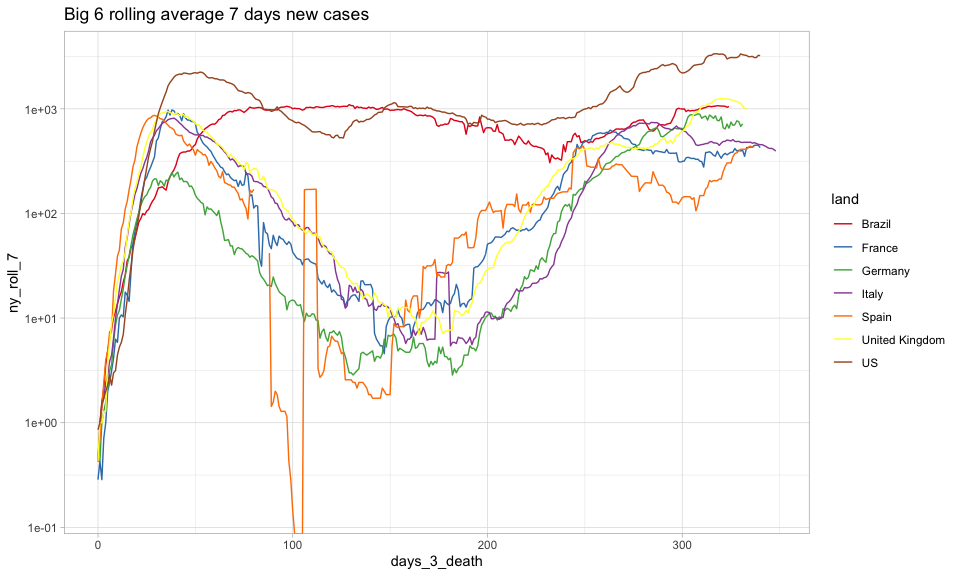 Big 6 rolling average 7 days new cases
ny_roll_7
1e+03
1e+02
1e+01
1e+00
1e-01
0
100
200
300
days_3_death
land
Brazil
France
Germany
Italy
Spain
United Kingdom
US